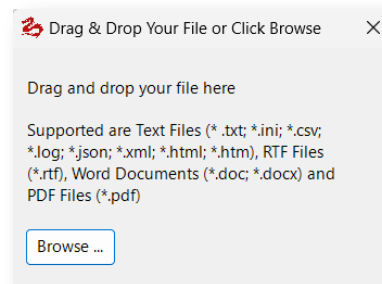 Drag & Drop Your File or Click Browse
Drag and drop your file here
Supported are Text Files (* .txt; *.ini; *.csv;
*.log; *.json; *.xml; *.html; *.htm), RTF Files
(*.rtf), Word Documents (*.doc; *.docx) and
PDF Files (*.pdf)
Browse ...